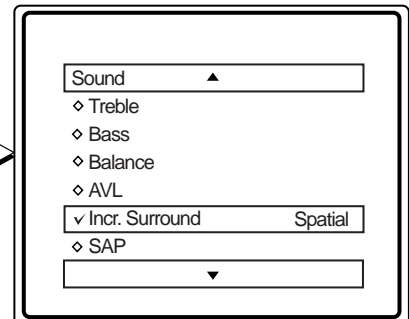 Sound
Treble
Bass
Balance
AVL
Incr. Surround Spatial
SAP